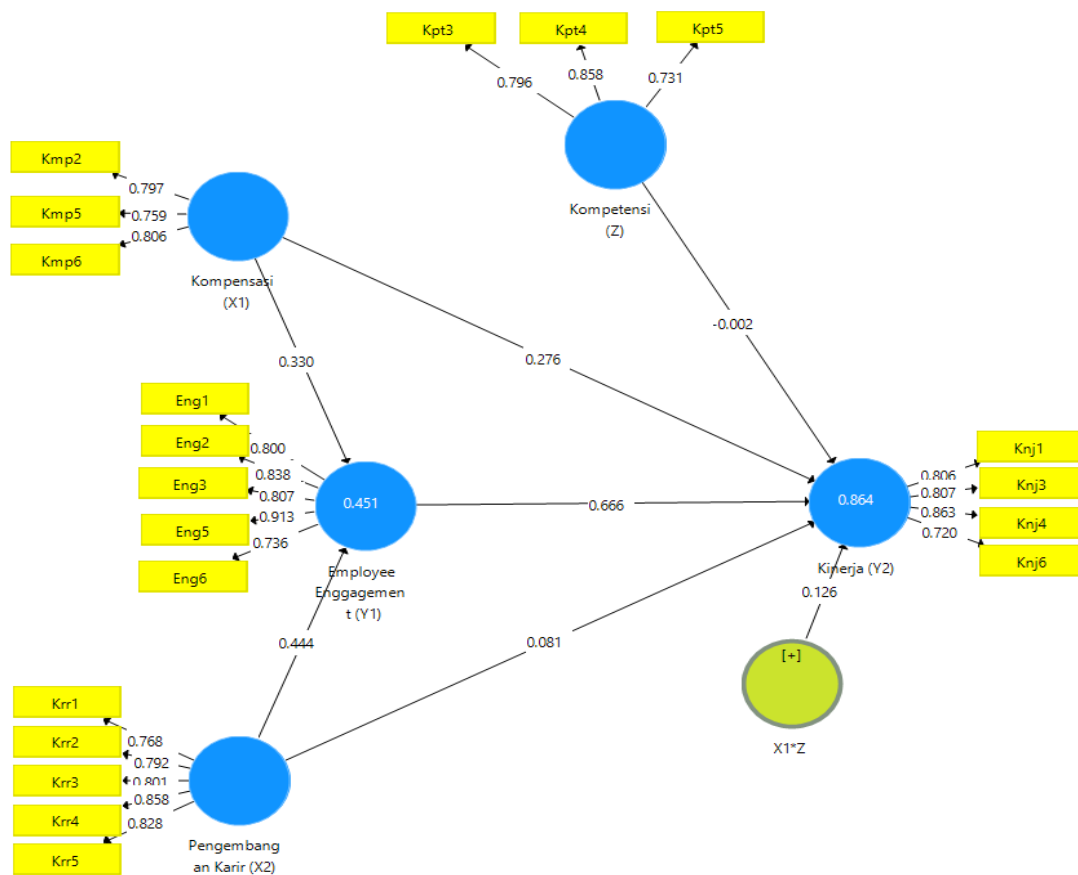 Kpt3
Kpt4
Kpt5
0.796
0.858
0.731
Kompetensi
(Z)
Kmp2
Kmp5
Kmp6
0.797
0.759
0.806
Kompensasi
(X1)
-0.002
0.330
0.276
Eng1
Eng2
Eng3
Eng5
Eng6
0.800
0.838
0.807
0.913
0.736
0.451
Employee
Enggagemen
t (Y1)
0.666
0.864
Kinerja (Y2)
0.806
0.807
0.863
0.720
Knj1
Knj3
Knj4
Knj6
0.126
[+]
X1*Z
0.444
0.081
Krr1
Krr2
Krr3
Krr4
Krr5
0.768
0.792
0.801
0.858
0.828
Pengembang
an Karir (X2)